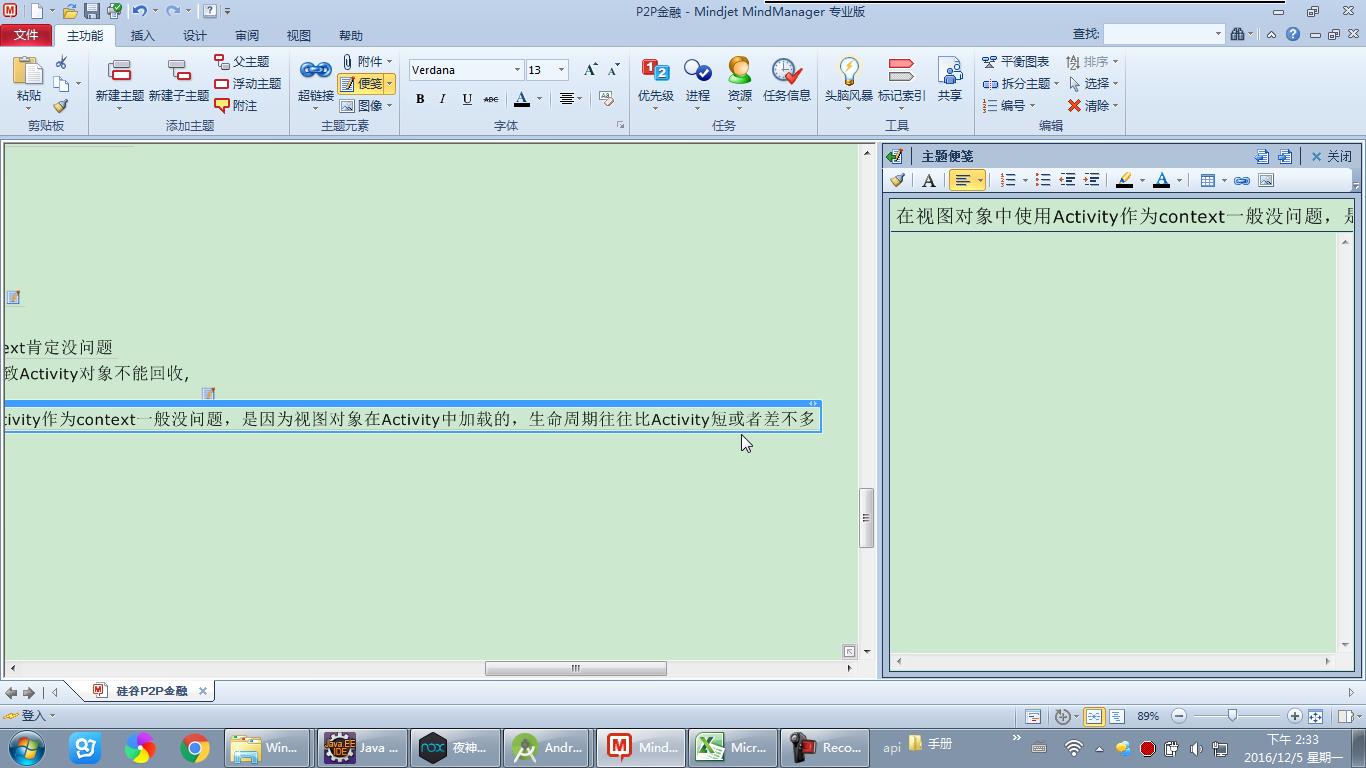 P2P金融 - Mindjet MindManager 专业版
文件 主功能 插入 设计 审阅 视图 帮助 查找:
粘贴 新建主题 新建子主题 父主题 浮动主题 附注 超链接 附件 便笺 图像
Verdana 13
B I U ABC A
优先级 进程 资源 任务信息 头脑风暴 标记索引 共享 平衡图表 拆分主题 编号 排序 选择 清除
剪贴板 添加主题 主题元素 字体 任务 工具 编辑
主题便笺 关闭
在视图对象中使用Activity作为context一般没问题，
ext肯定没问题
致Activity对象不能回收,
tivity作为context一般没问题，是因为视图对象在Activity中加载的，生命周期往往比Activity短或者差不多
硅谷P2P金融
登入 89%
Win... Java ... 夜神... Andr... Mind... Micr... Reco... api 手册
下午 2:33
2016/12/5 星期一